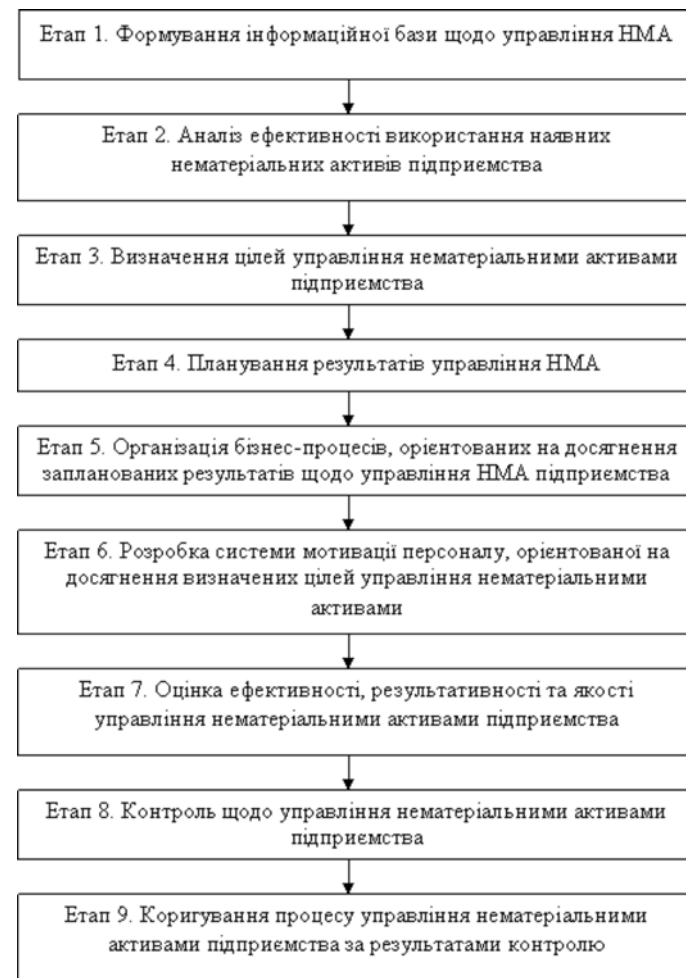 Етап 1. Формування інформаційної бази щодо управління НМА
Етап 2. Аналіз ефективності використання наявних
нематеріальних активів підприємства
Етап 3. Визначення цілей управління нематеріальними активами
підприємства
Етап 4. Планування результатів управління НМА
Етап 5. Організація бізнес-процесів, орієнтованих на досягнення
запланованих результатів щодо управління НМА підприємства
Етап 6. Розробка системи мотивації персоналу, орієнтованої на
досягнення визначених цілей управління нематеріальними
активами
Етап 7. Оцінка ефективності, результативності та якості
управління нематеріальними активами підприємства
Етап 8. Контроль щодо управління нематеріальними активами
підприємства
Етап 9. Коригування процесу управління нематеріальними
активами підприємства за результатами контролю